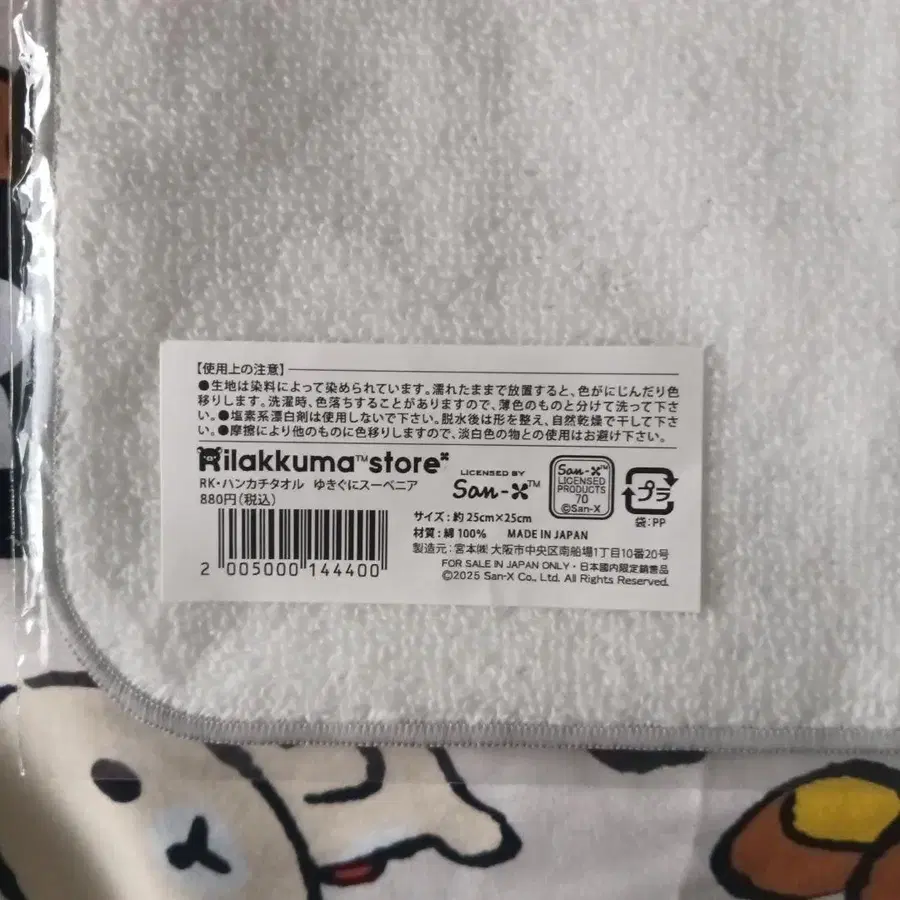 【使用上の注意】
●生地は染料によって染められています。濡れたままで放置すると、色がにじんだり色
移りします。洗濯時、色落ちすることがありますので、薄色のものと分けて洗って下さ
い。●塩素系漂白剤は使用しないで下さい。脱水後は形を整え、自然乾燥で干して下さ
い。●摩擦により他のものに色移りしますので、淡白色の物との使用はお避け下さい。
Rilakkuma™store
RK・ハンカチタオル ゆきぐにスーベニア
880円(税込)
2 005000 144400
LICENSED BY
San-X™
San-X™
LICENSED
PRODUCTS
70
©San-X
プラ
袋:PP
サイズ:約25cm×25cm
材質:綿100% MADE IN JAPAN
製造元:宮本㈱ 大阪市中央区南船場1丁目10番20号
FOR SALE IN JAPAN ONLY・日本國内限定銷售品
©2025 San-X Co., Ltd. All Rights Reserved.